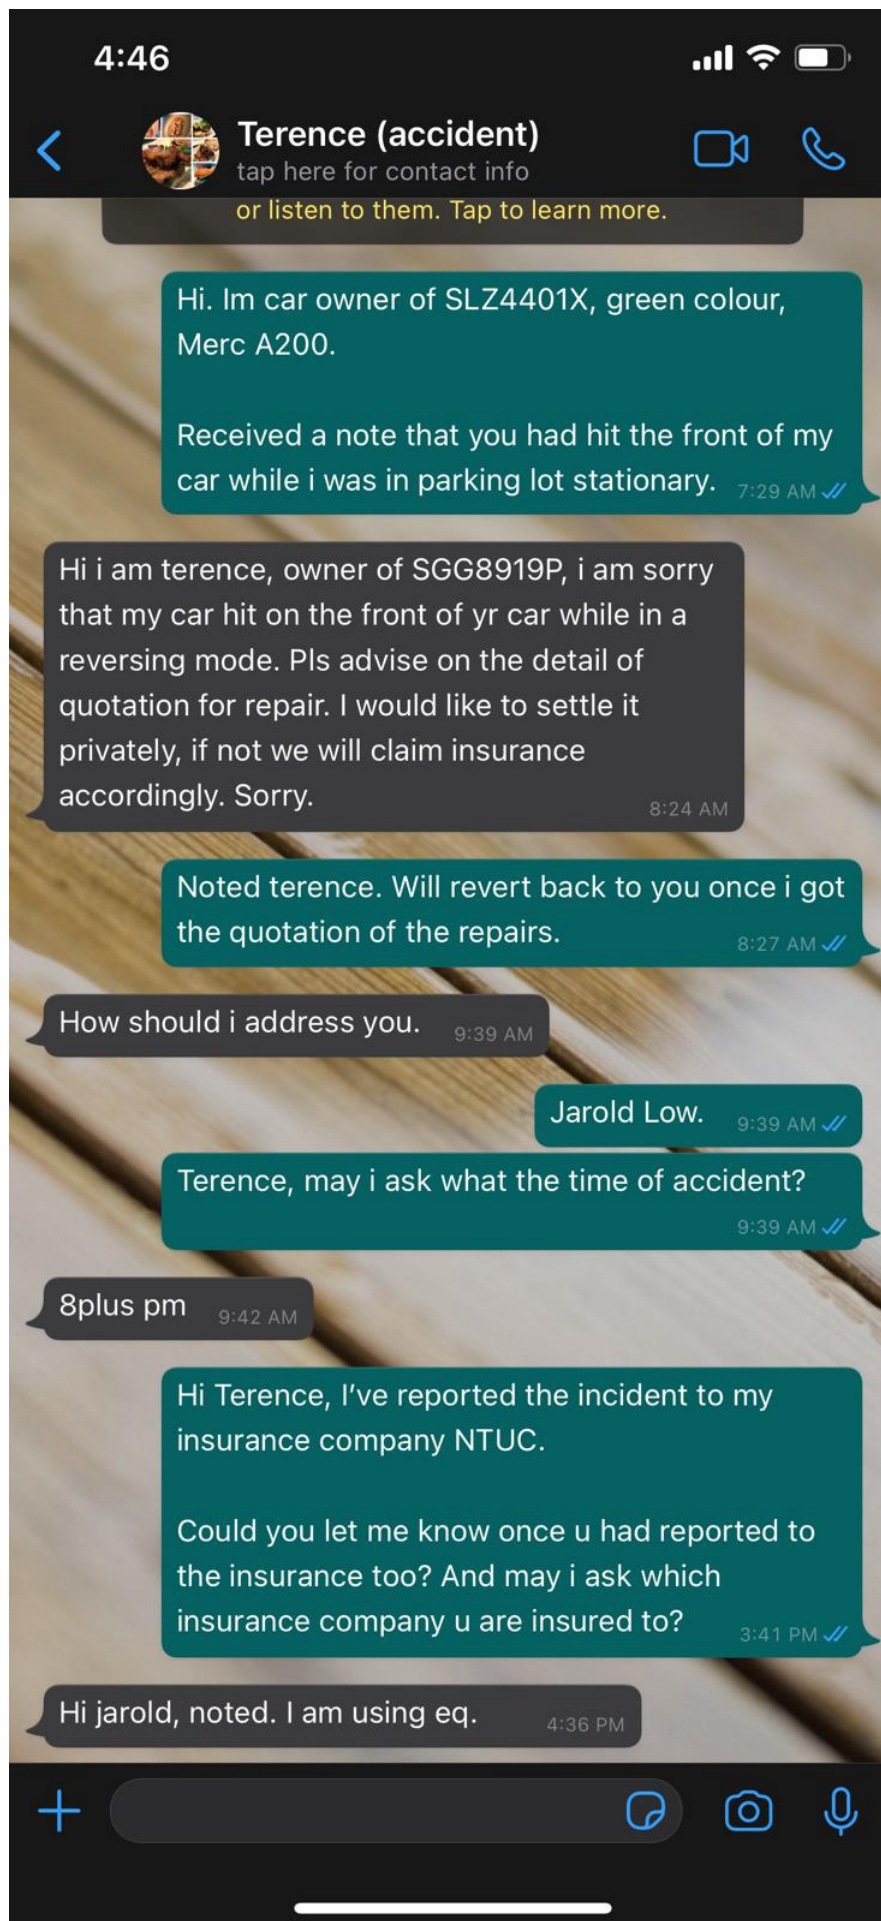 4:46
Terence (accident)
tap here for contact info
or listen to them. Tap to learn more.
Hi. Im car owner of SLZ4401X, green colour,
Merc A200.
Received a note that you had hit the front of my
car while i was in parking lot stationary. 7:29 AM
Hi i am terence, owner of SGG8919P, i am sorry
that my car hit on the front of yr car while in a
reversing mode. Pls advise on the detail of
quotation for repair. I would like to settle it
privately, if not we will claim insurance
accordingly. Sorry. 8:24 AM
Noted terence. Will revert back to you once i got
the quotation of the repairs. 8:27 AM
How should i address you. 9:39 AM
Jarold Low. 9:39 AM
Terence, may i ask what the time of accident?
9:39 AM
8plus pm 9:42 AM
Hi Terence, I’ve reported the incident to my
insurance company NTUC.
Could you let me know once u had reported to
the insurance too? And may i ask which
insurance company u are insured to? 3:41 PM
Hi jarold, noted. I am using eq. 4:36 PM